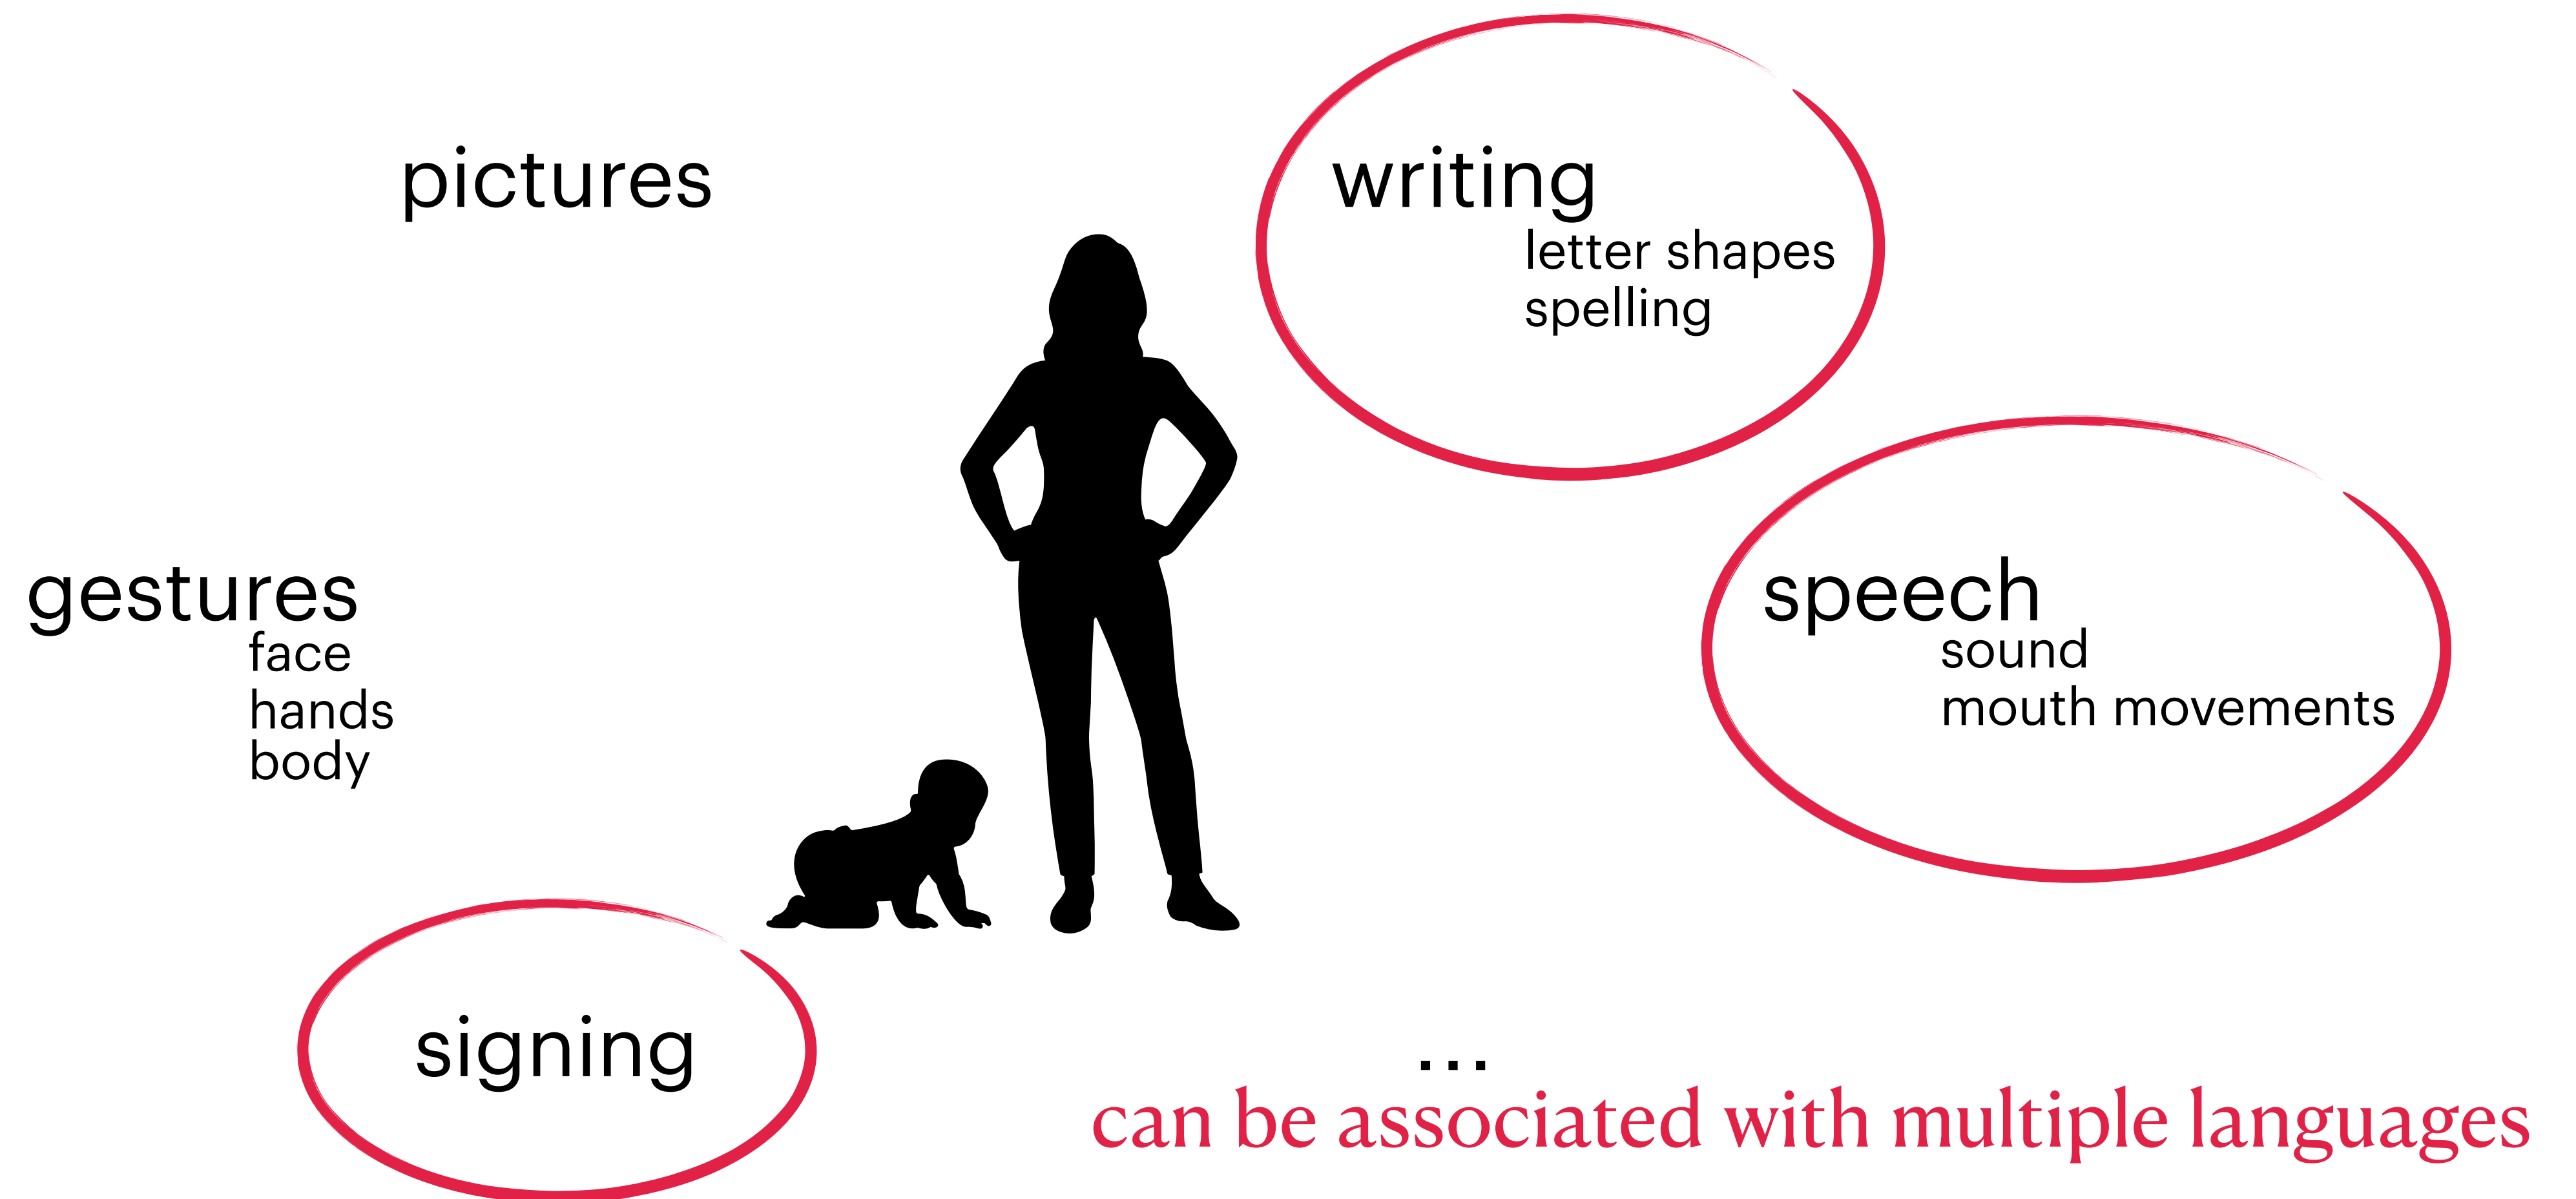 pictures
writing
letter shapes
spelling
gestures
face
hands
body
speech
sound
mouth movements
signing
...
can be associated with multiple languages